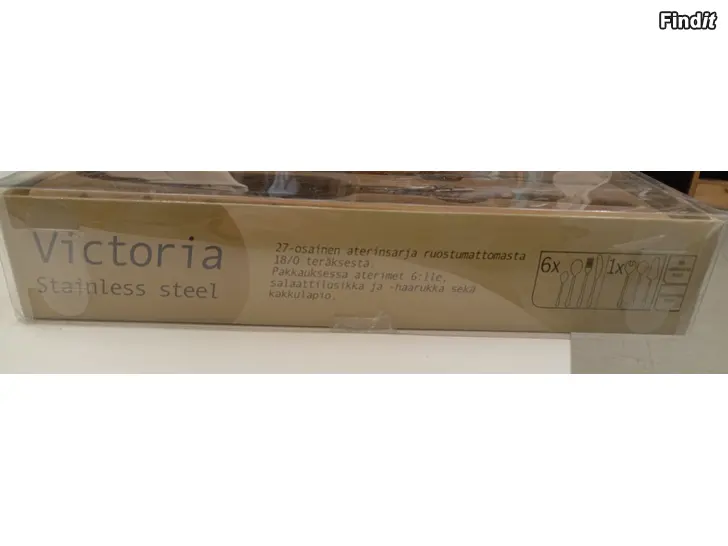 Findit
Victoria
Stainless steel
27-osainen aterinsarja ruostumattomasta
18/0 teräksestä.
Pakkauksessa aterimet 6:lle,
salaattilusikka ja -haarukka sekä
kakkulapio.
6x
1x